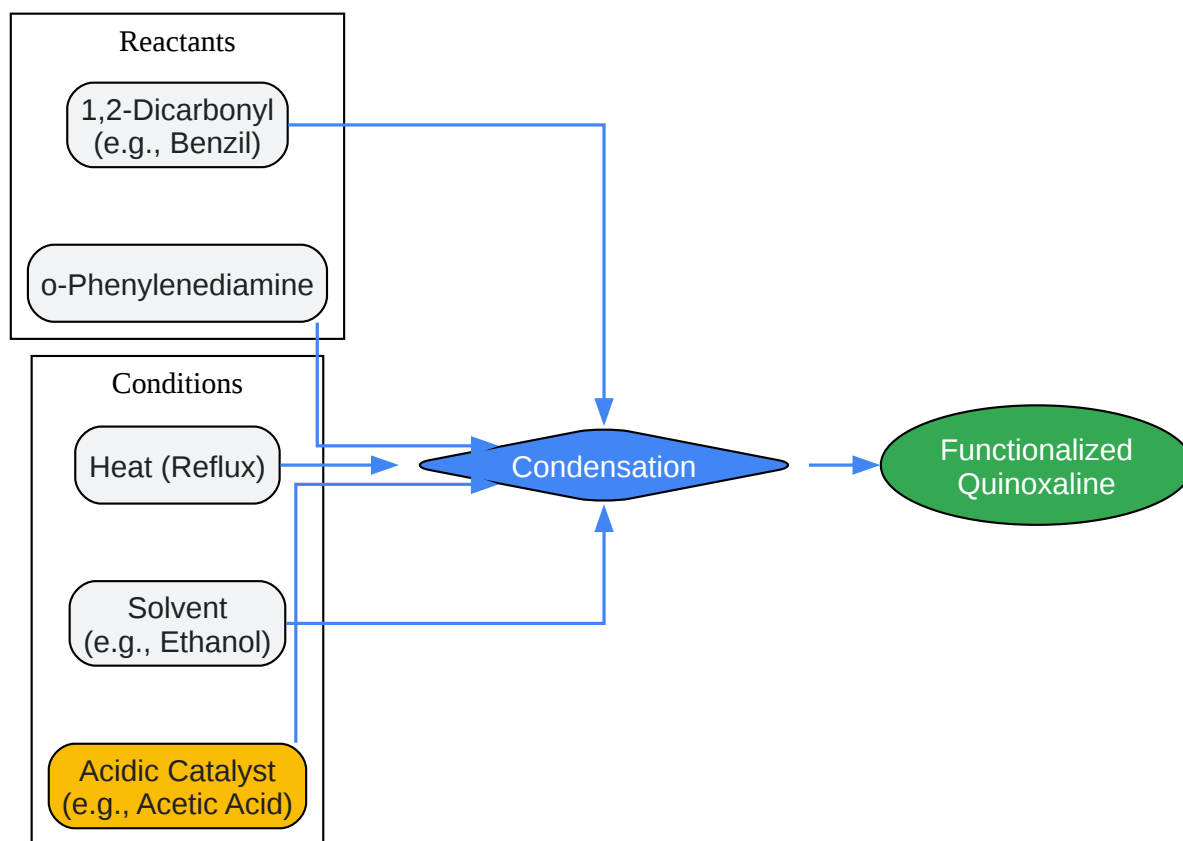 Reactants
1,2-Dicarbonyl
(e.g., Benzil)
o-Phenylenediamine
Conditions
Heat (Reflux)
Solvent
(e.g., Ethanol)
Acidic Catalyst
(e.g., Acetic Acid)
Condensation
Functionalized
Quinoxaline